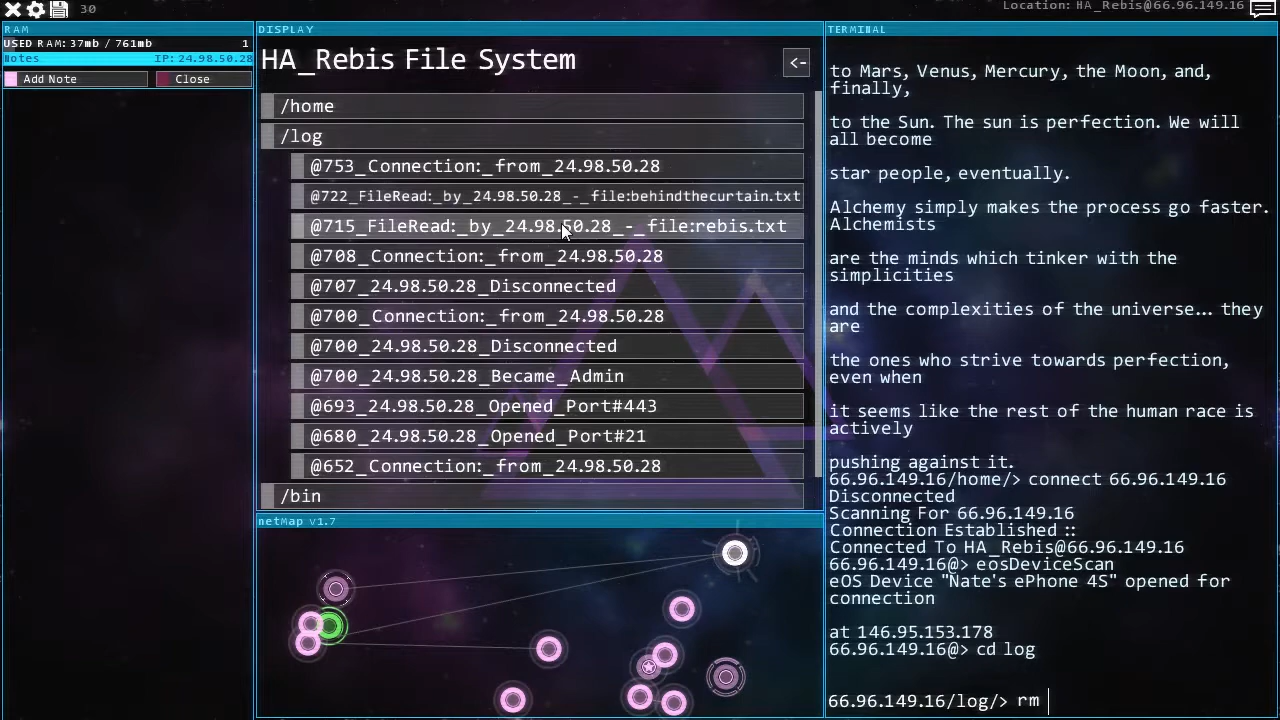 30
Location: HA_Rebis@66.96.149.16
RAM
USED RAM: 37mb / 761mb
1
Notes
IP: 24.98.50.28
Add Note
Close
DISPLAY
HA_Rebis File System
<-
/home
/log
@753_Connection:_from_24.98.50.28
@722_FileRead:_by_24.98.50.28_-_file:behindthecurtain.txt
@715_FileRead:_by_24.98.50.28_-_file:rebis.txt
@708_Connection:_from_24.98.50.28
@707_24.98.50.28_Disconnected
@700_Connection:_from_24.98.50.28
@700_24.98.50.28_Disconnected
@700_24.98.50.28_Became_Admin
@693_24.98.50.28_Opened_Port#443
@680_24.98.50.28_Opened_Port#21
@652_Connection:_from_24.98.50.28
/bin
netMap v1.7
TERMINAL
to Mars, Venus, Mercury, the Moon, and,
finally,
to the Sun. The sun is perfection. We will
all become
star people, eventually.
Alchemy simply makes the process go faster.
Alchemists
are the minds which tinker with the
simplicities
and the complexities of the universe... they
are
the ones who strive towards perfection,
even when
it seems like the rest of the human race is
actively
pushing against it.
66.96.149.16/home/> connect 66.96.149.16
Disconnected
Scanning For 66.96.149.16
Connection Established ::
Connected To HA_Rebis@66.96.149.16
66.96.149.16@> eosDeviceScan
eOS Device "Nate's ePhone 4S" opened for
connection
at 146.95.153.178
66.96.149.16@> cd log
66.96.149.16/log/> rm